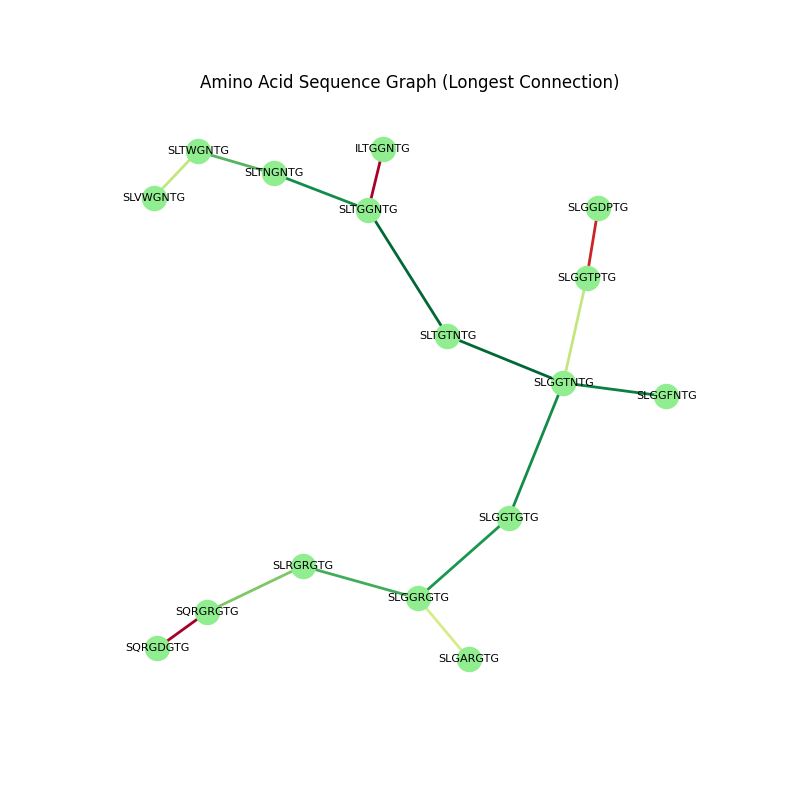 Amino Acid Sequence Graph (Longest Connection)
ILTGGNTG
SLTWGNTG
SLTNGNTG
SLVWGNTG
SLTGGNTG
SLGGDPTG
SLGGTPTG
SLTGTNTG
SLGGTNTG
SLGGFNTG
SLGGTGTG
SLRGRGTG
SLGGRGTG
SQRGRGTG
SQRGDGTG
SLGARGTG